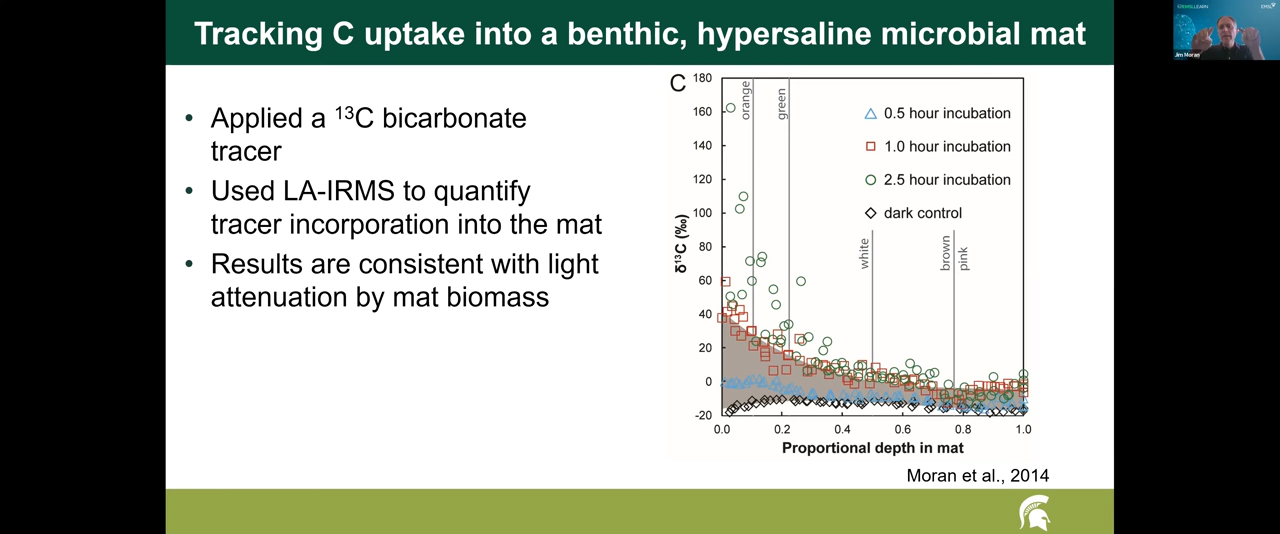 Tracking C uptake into a benthic, hypersaline microbial mat
• Applied a ¹³C bicarbonate
tracer
• Used LA-IRMS to quantify
tracer incorporation into the mat
• Results are consistent with light
attenuation by mat biomass
C
180
160
140
120
100
80
60
40
20
0
-20
δ¹³C (‰)
orange
green
white
brown
pink
0.5 hour incubation
1.0 hour incubation
2.5 hour incubation
dark control
0.0 0.2 0.4 0.6 0.8 1.0
Proportional depth in mat
Moran et al., 2014
Jim Moran